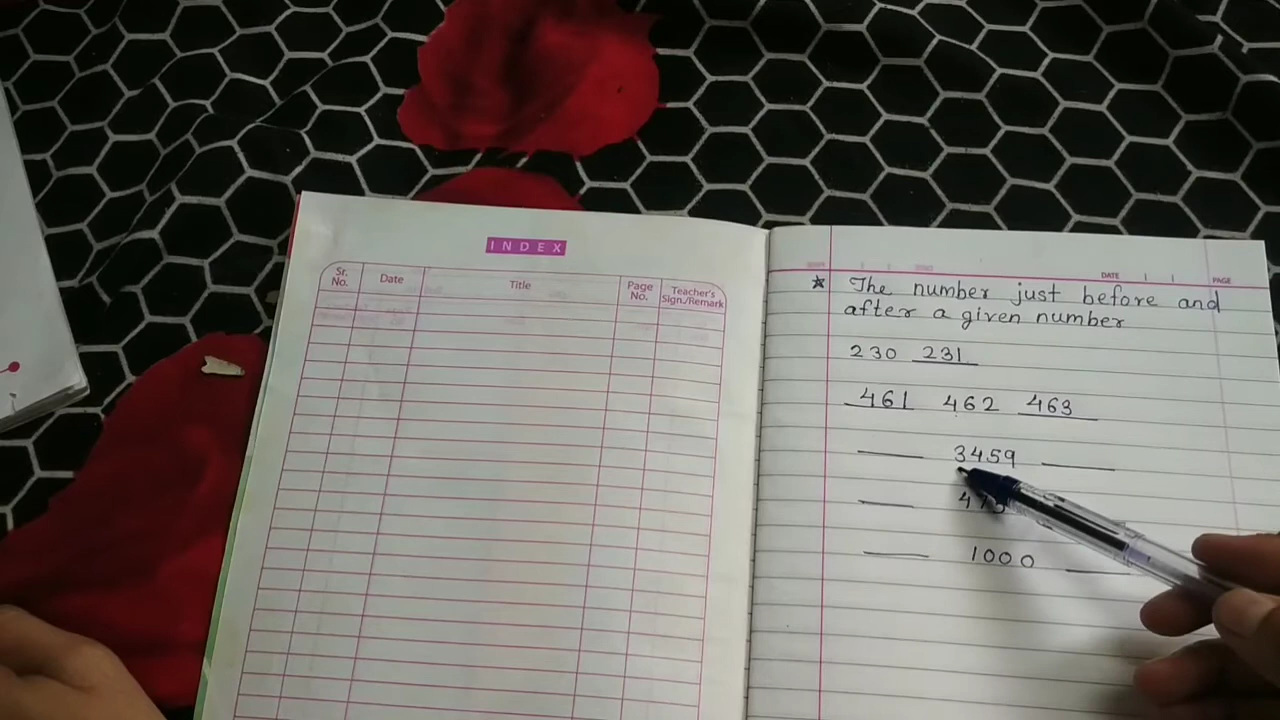 INDEX
Sr. No.
Date
Title
Page No.
Teacher's Sign./Remark
DATE
PAGE
☆ The number just before and
after a given number
230 231
461 462 463
3459
1000